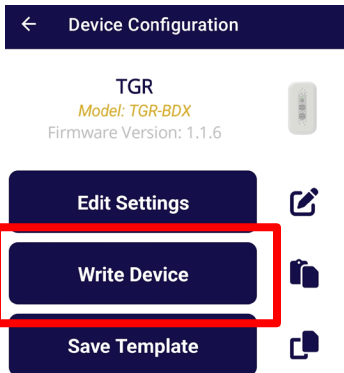 Device Configuration
TGR
Model: TGR-BDX
Firmware Version: 1.1.6
Edit Settings
Write Device
Save Template